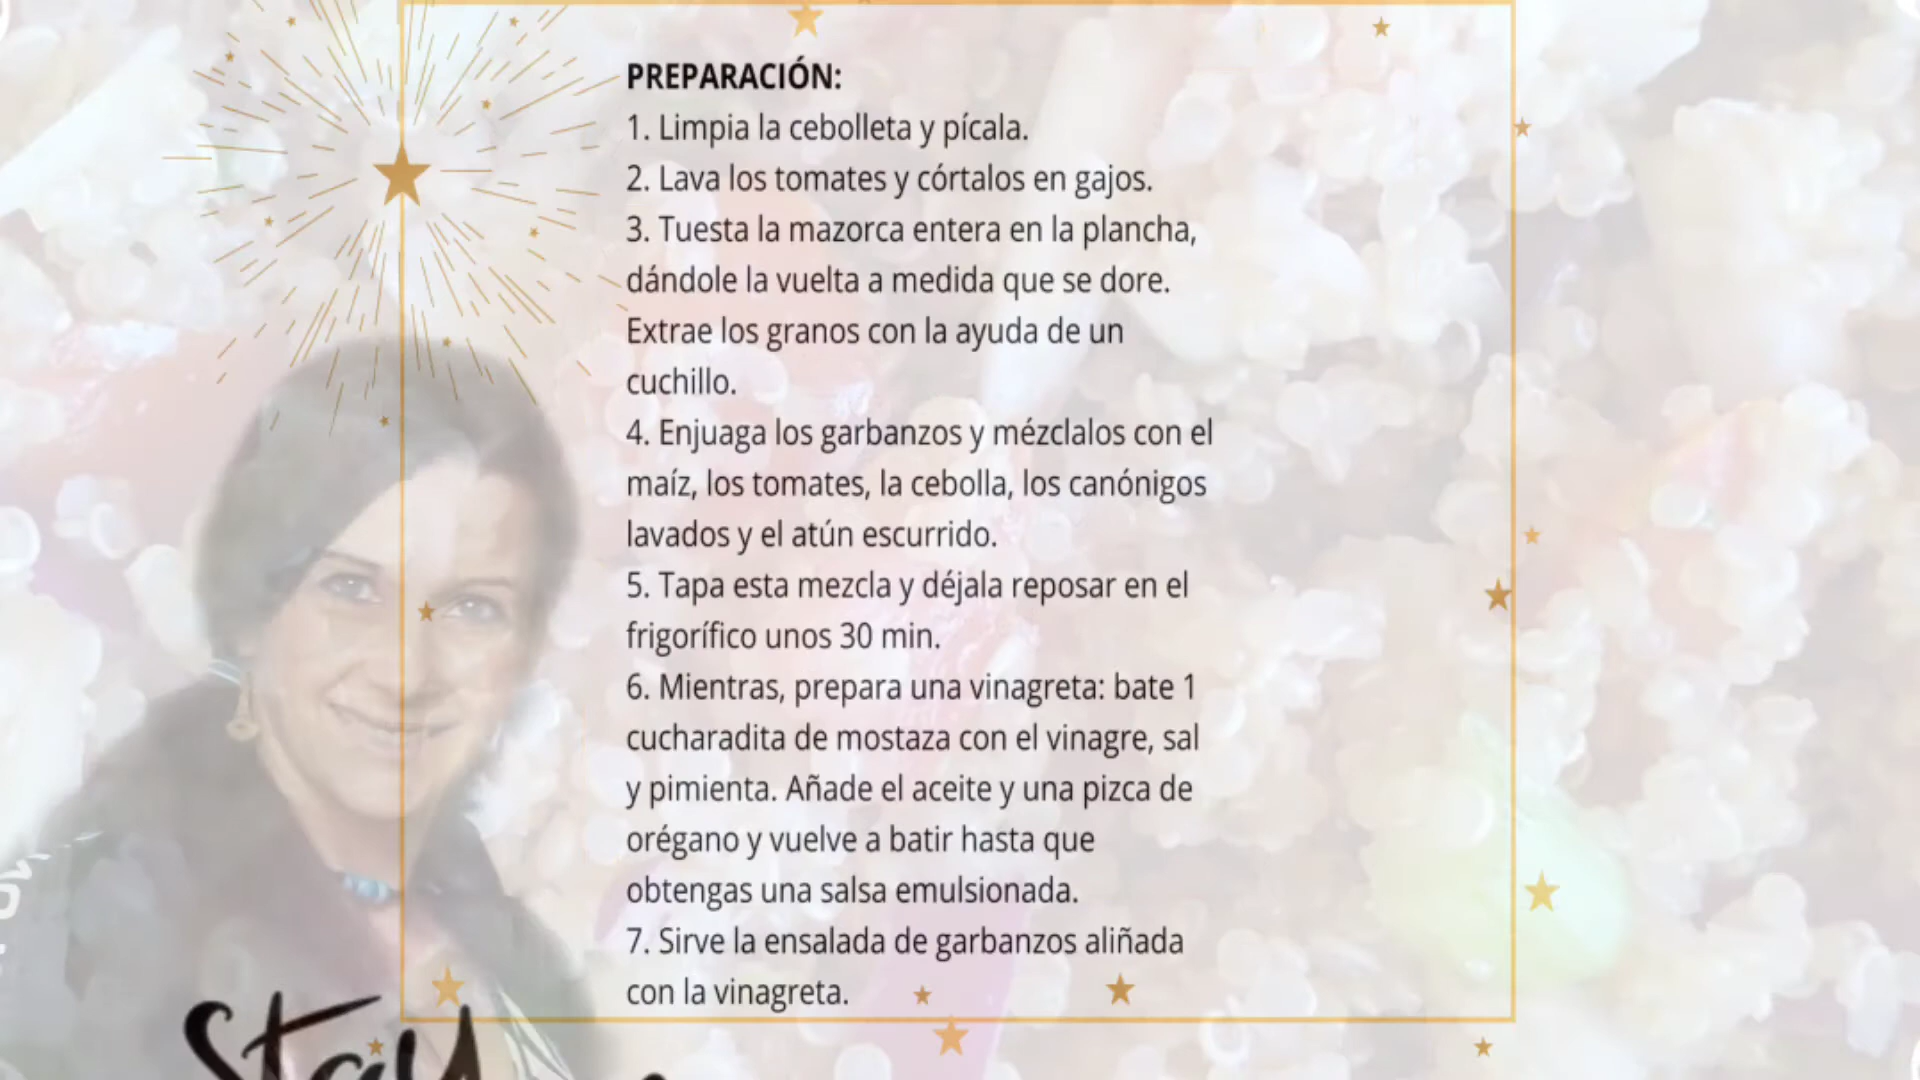 PREPARACIÓN:
1. Limpia la cebolleta y pícala.
2. Lava los tomates y córtalos en gajos.
3. Tuesta la mazorca entera en la plancha,
dándole la vuelta a medida que se dore.
Extrae los granos con la ayuda de un
cuchillo.
4. Enjuaga los garbanzos y mézclalos con el
maíz, los tomates, la cebolla, los canónigos
lavados y el atún escurrido.
5. Tapa esta mezcla y déjala reposar en el
frigorífico unos 30 min.
6. Mientras, prepara una vinagreta: bate 1
cucharadita de mostaza con el vinagre, sal
y pimienta. Añade el aceite y una pizca de
orégano y vuelve a batir hasta que
obtengas una salsa emulsionada.
7. Sirve la ensalada de garbanzos aliñada
con la vinagreta.
Stay